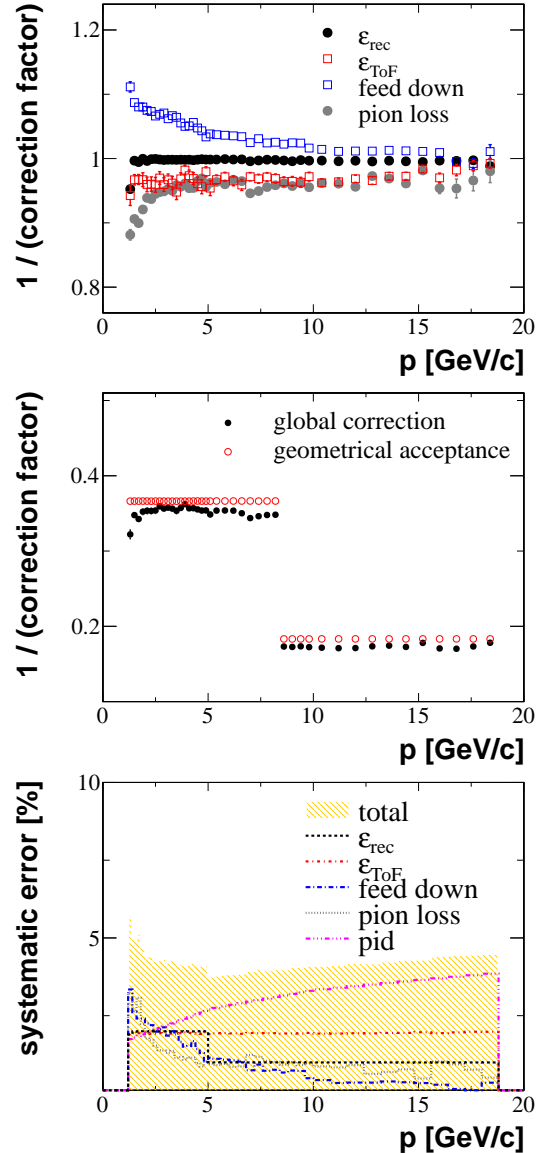 1.2
1
0.8
1 / (correction factor)
ε_rec
ε_ToF
feed down
pion loss
0 5 10 15 20
p [GeV/c]
0.4
0.2
1 / (correction factor)
global correction
geometrical acceptance
0 5 10 15 20
p [GeV/c]
10
5
0
systematic error [%]
total
ε_rec
ε_ToF
feed down
pion loss
pid
0 5 10 15 20
p [GeV/c]